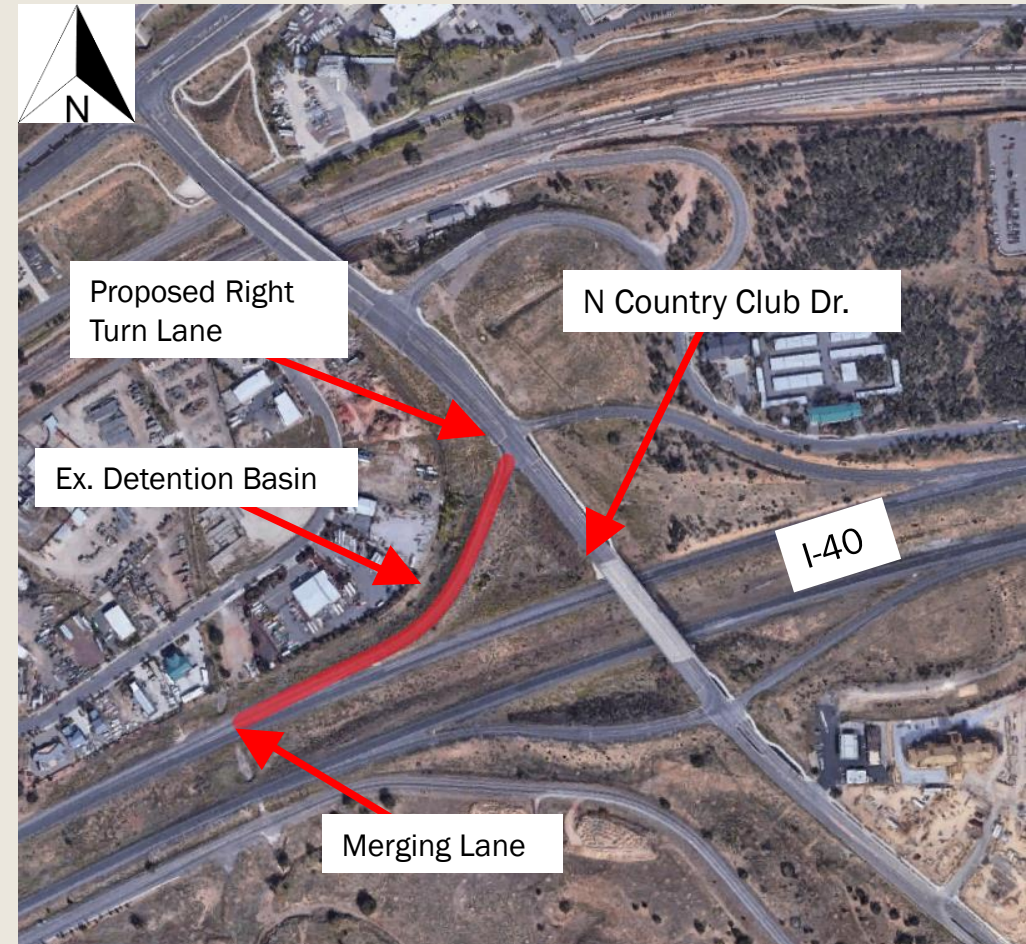 N
Proposed Right
Turn Lane
N Country Club Dr.
Ex. Detention Basin
I-40
Merging Lane